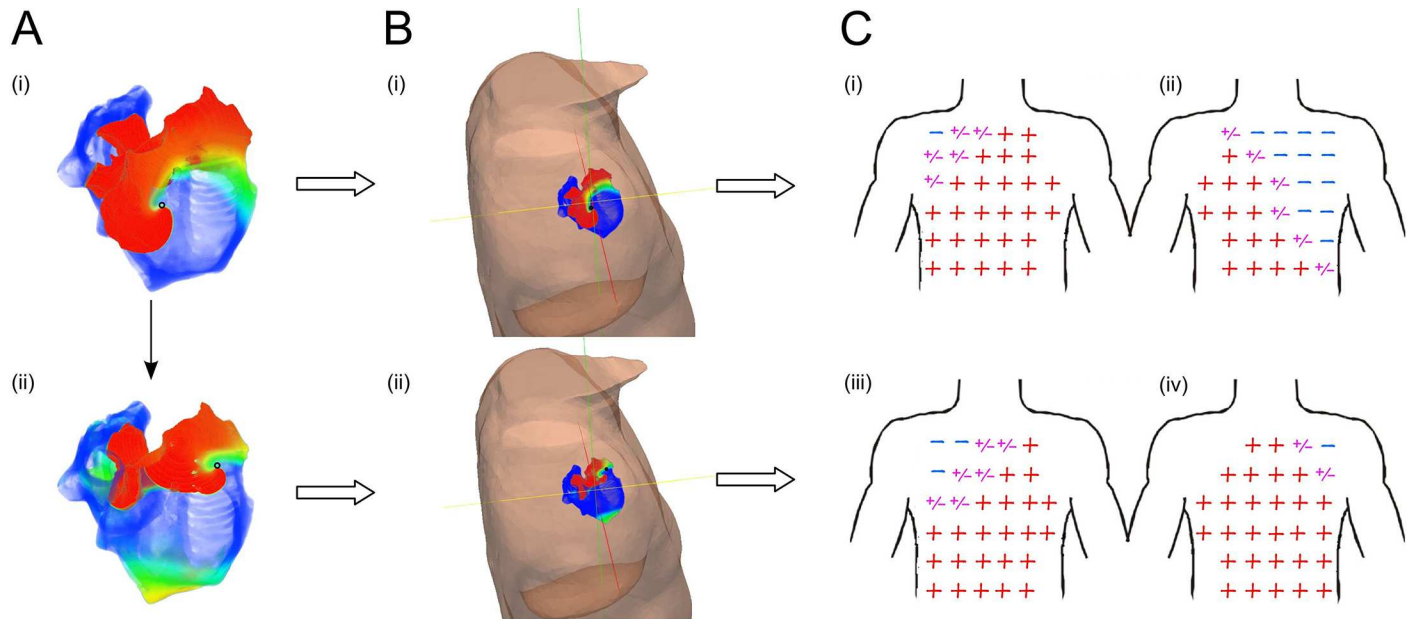 A
B
C
(i)
(i)
(i)
(ii)
− +/- +/- + +
+/- +/- + + +
+/- + + + + +
+ + + + + +
+ + + + +
+ + + + +
+/- − − − −
+ +/- − − −
+ + + +/- − −
+ + + +/- − −
+ + + +/- −
+ + + + +/-
(ii)
(ii)
(iii)
(iv)
− − +/- +/- +
− +/- +/- + +
+/- +/- + + + +
+ + + + + +
+ + + + +
+ + + + +
+ + +/- −
+ + + + +/-
+ + + + + +
+ + + + + +
+ + + + +
+ + + + +